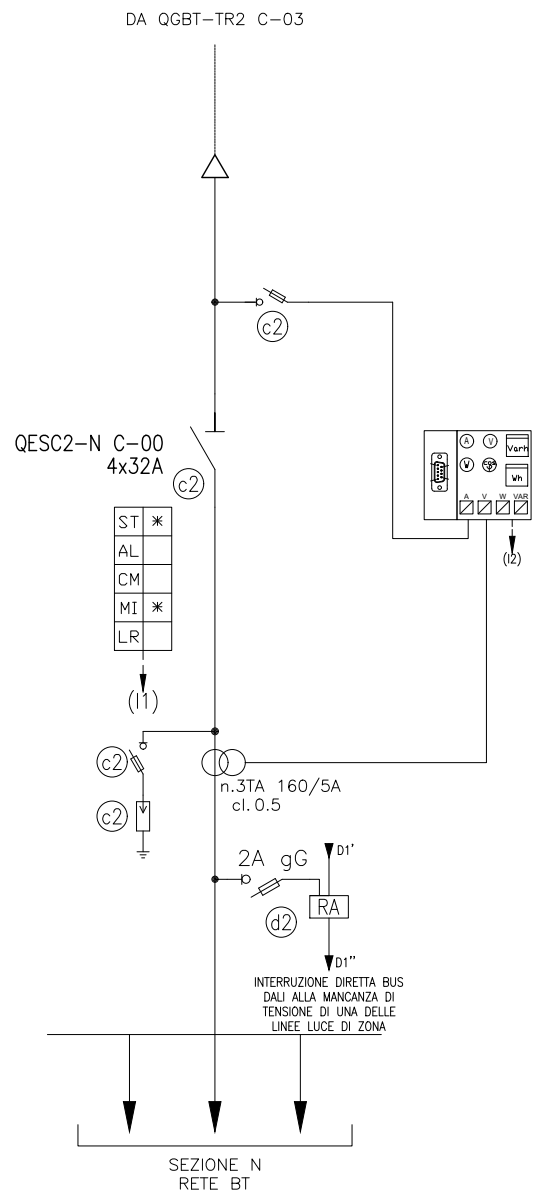 DA QGBT-TR2 C-03
c2
QESC2-N C-00
4x32A
c2
A V Varh
W Wh
A V W VAR
(I2)
ST *
AL
CM
MI *
LR
(I1)
c2
n.3TA 160/5A
cl.0.5
c2
2A gG
D1'
d2
RA
D1''
INTERRUZIONE DIRETTA BUS
DALI ALLA MANCANZA DI
TENSIONE DI UNA DELLE
LINEE LUCE DI ZONA
SEZIONE N
RETE BT